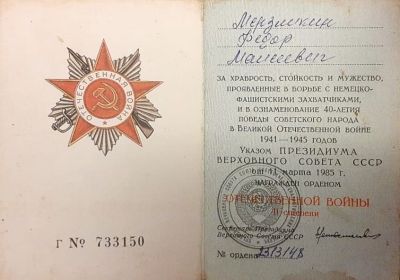 ОТЕЧЕСТВЕННАЯ ВОЙНА
Г № 733150
Мерзликин
Федор
Моисеевич
ЗА ХРАБРОСТЬ, СТОЙКОСТЬ И МУЖЕСТВО,
ПРОЯВЛЕННЫЕ В БОРЬБЕ С НЕМЕЦКО-
ФАШИСТСКИМИ ЗАХВАТЧИКАМИ,
И В ОЗНАМЕНОВАНИЕ 40-ЛЕТИЯ
ПОБЕДЫ СОВЕТСКОГО НАРОДА
В ВЕЛИКОЙ ОТЕЧЕСТВЕННОЙ ВОЙНЕ
1941—1945 ГОДОВ
УКАЗОМ ПРЕЗИДИУМА
ВЕРХОВНОГО СОВЕТА СССР
ОТ 11 МАРТА 1985 Г.
НАГРАЖДЕН ОРДЕНОМ
ОТЕЧЕСТВЕННОЙ ВОЙНЫ
II СТЕПЕНИ
Секретарь Президиума
Верховного Совета СССР
№ ордена